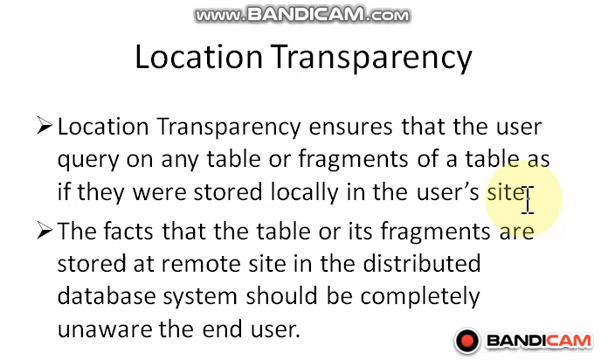 www.BANDICAM.com
Location Transparency
➤Location Transparency ensures that the user
query on any table or fragments of a table as
if they were stored locally in the user's site.
➤The facts that the table or its fragments are
stored at remote site in the distributed
database system should be completely
unaware the end user.
BANDICAM